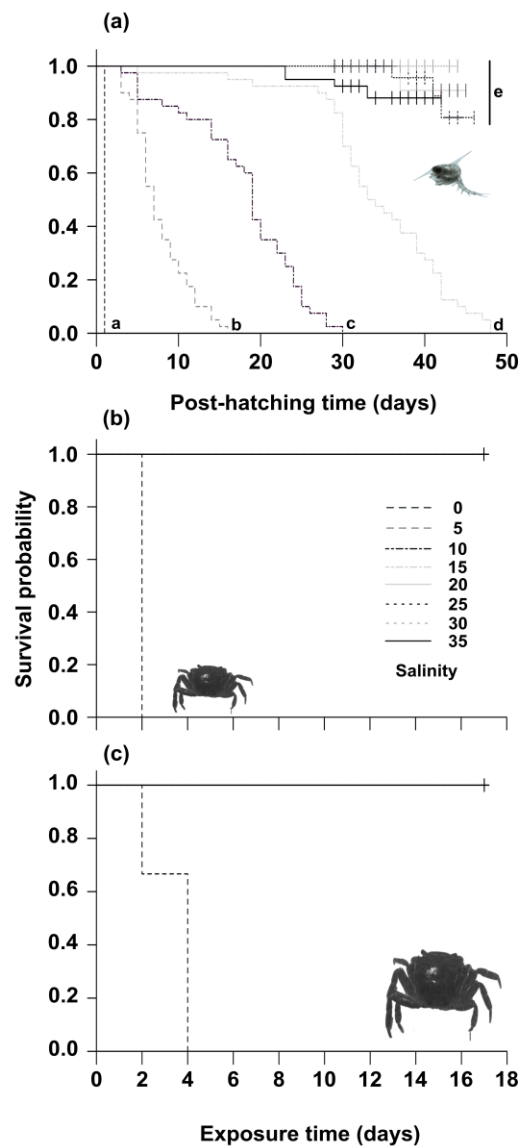 (a)
1.0
0.8
0.6
0.4
0.2
0.0
e
a
b
c
d
0 10 20 30 40 50
Post-hatching time (days)
(b)
Survival probability
1.0
0.8
0.6
0.4
0.2
0.0
0
5
10
15
20
25
30
35
Salinity
(c)
1.0
0.8
0.6
0.4
0.2
0.0
0 2 4 6 8 10 12 14 16 18
Exposure time (days)